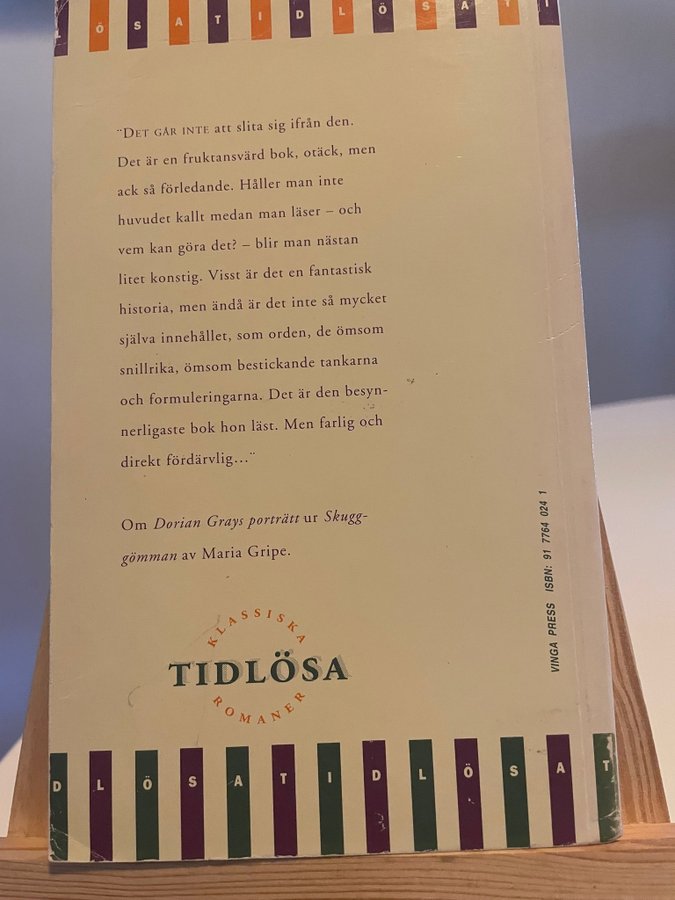 L Ö S A T I D L Ö S A T I
"DET GÅR INTE att slita sig ifrån den.
Det är en fruktansvärd bok, otäck, men
ack så förledande. Håller man inte
huvudet kallt medan man läser – och
vem kan göra det? – blir man nästan
litet konstig. Visst är det en fantastisk
historia, men ändå är det inte så mycket
själva innehållet, som orden, de ömsom
snillrika, ömsom bestickande tankarna
och formuleringarna. Det är den besyn-
nerligaste bok hon läst. Men farlig och
direkt fördärvlig..."
Om Dorian Grays porträtt ur Skugg-
gömman av Maria Gripe.
VINGA PRESS ISBN: 91 7764 024 1
KLASSISKA
TIDLÖSA
ROMANER
D L Ö S A T I D L Ö S A T